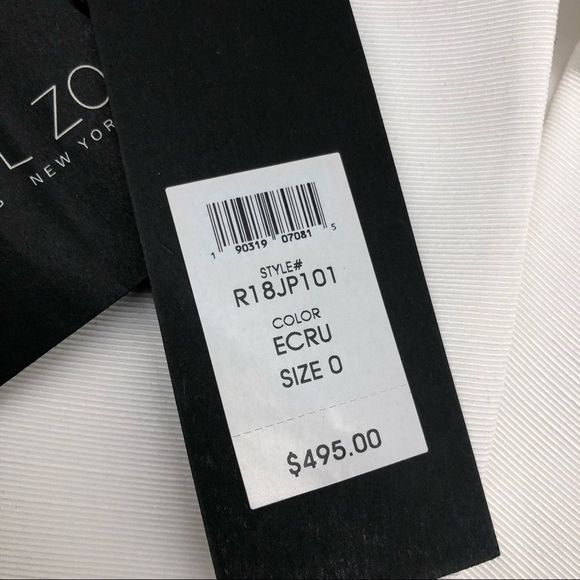 L ZO
NEW YOR
1 90319 07081 5
STYLE#
R18JP101
COLOR
ECRU
SIZE 0
$495.00